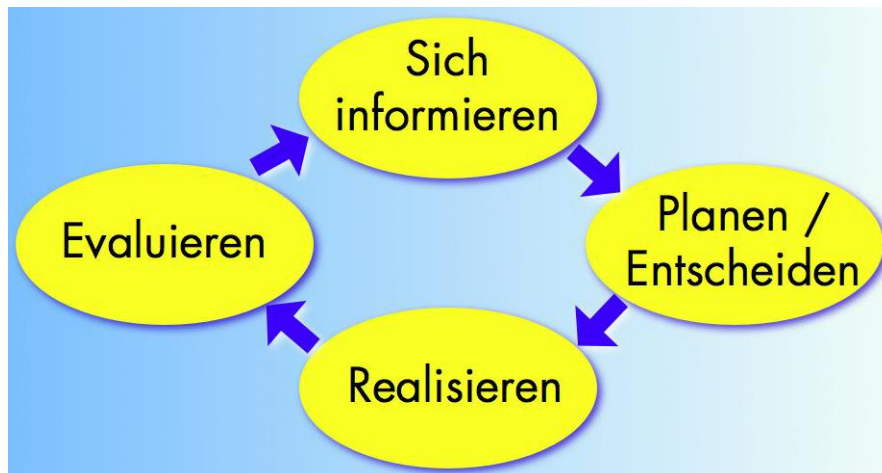 Sich
informieren
Planen /
Entscheiden
Realisieren
Evaluieren